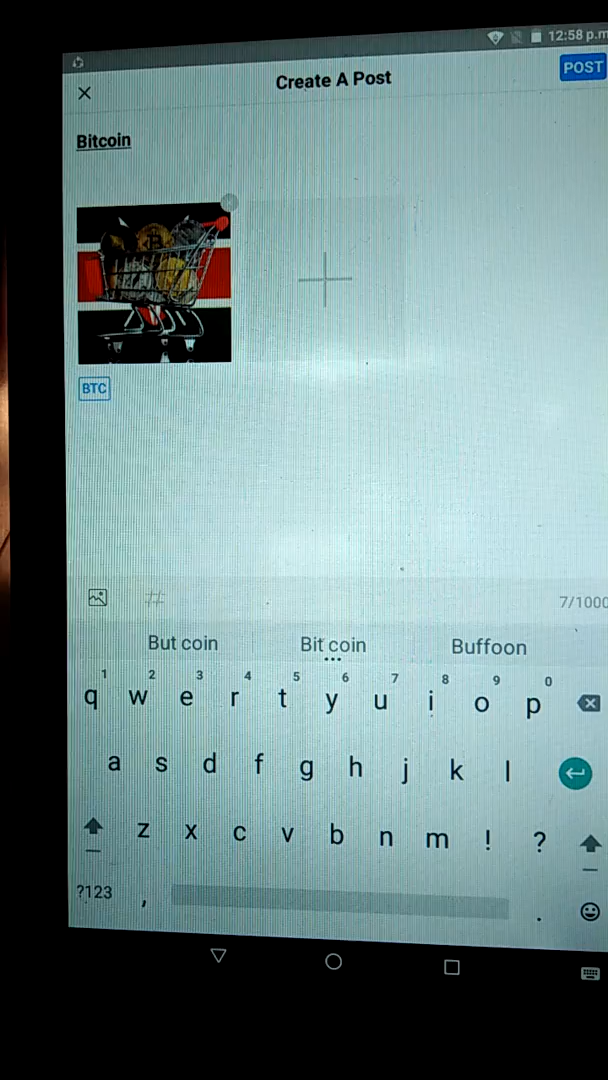 12:58 p.m
Create A Post
POST
Bitcoin
BTC
#
7/1000
But coin
Bit coin
Buffoon
1 2 3 4 5 6 7 8 9 0
q w e r t y u i o p
a s d f g h j k l
z x c v b n m ! ?
?123 , .